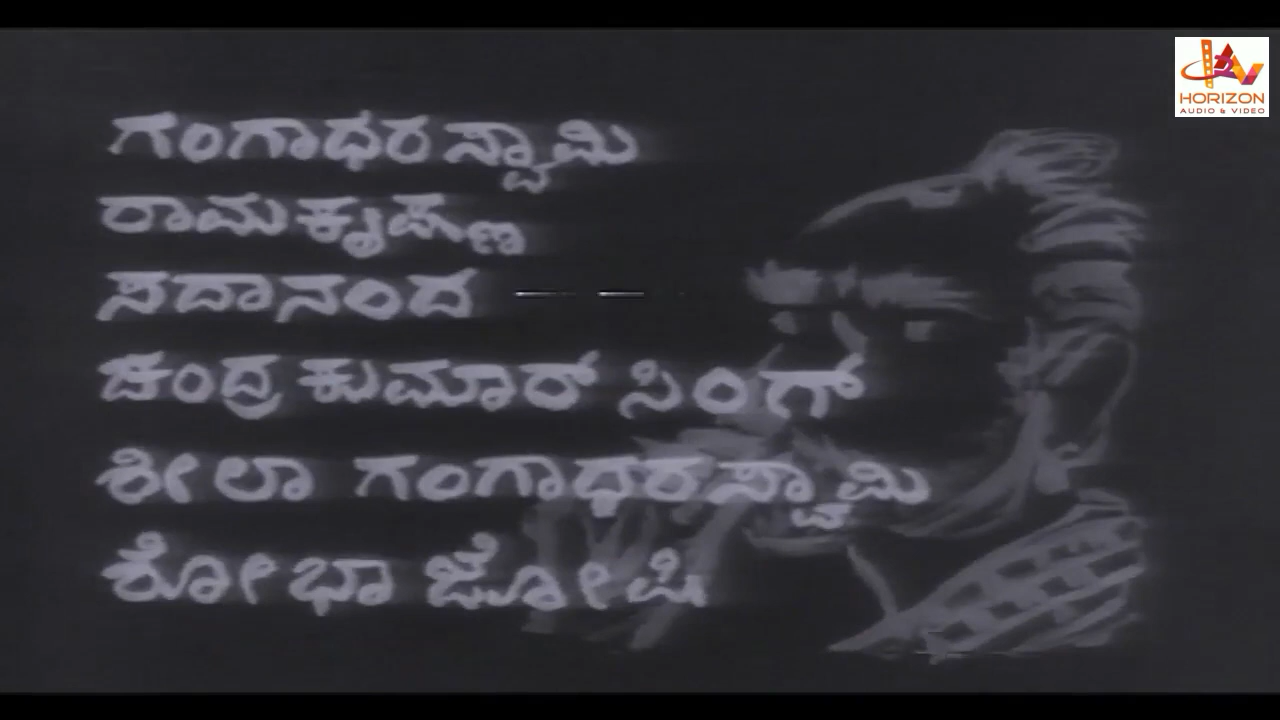 ಗಂಗಾಧರಸ್ವಾಮಿ
ರಾಮಕೃಷ್ಣ
ಸದಾನಂದ
ಚಂದ್ರಕುಮಾರ್ ಸಿಂಗ್
ಶೀಲಾ ಗಂಗಾಧರಸ್ವಾಮಿ
ಶೋಭಾ ಜ್ಯೋಷಿ
HORIZON
AUDIO & VIDEO